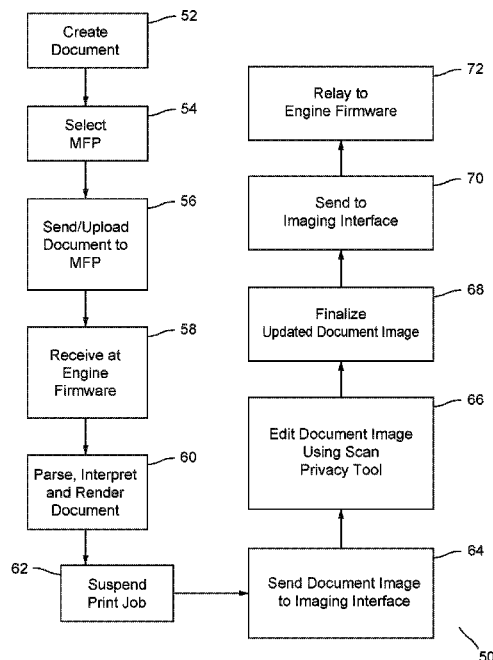 52
Create
Document
54
Select
MFP
56
Send/Upload
Document to
MFP
58
Receive at
Engine
Firmware
60
Parse, Interpret
and Render
Document
62
Suspend
Print Job
64
Send Document Image
to Imaging Interface
66
Edit Document Image
Using Scan
Privacy Tool
68
Finalize
Updated Document Image
70
Send to
Imaging Interface
72
Relay to
Engine Firmware
50